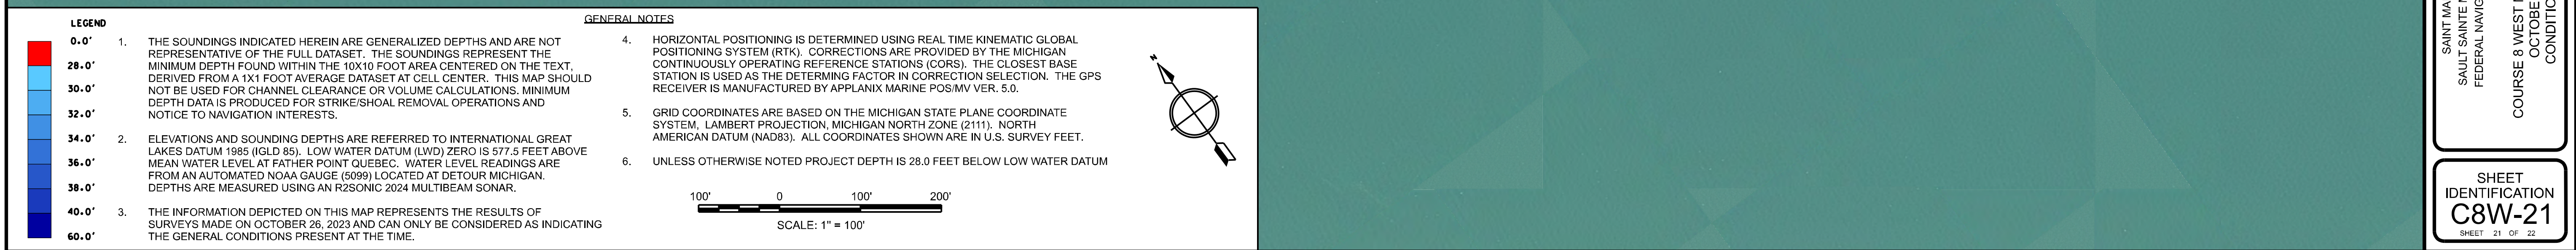 LEGEND
0.0'
28.0'
30.0'
32.0'
34.0'
36.0'
38.0'
40.0'
60.0'
GENERAL NOTES
1. THE SOUNDINGS INDICATED HEREIN ARE GENERALIZED DEPTHS AND ARE NOT
REPRESENTATIVE OF THE FULL DATASET. THE SOUNDINGS REPRESENT THE
MINIMUM DEPTH FOUND WITHIN THE 10X10 FOOT AREA CENTERED ON THE TEXT,
DERIVED FROM A 1X1 FOOT AVERAGE DATASET AT CELL CENTER. THIS MAP SHOULD
NOT BE USED FOR CHANNEL CLEARANCE OR VOLUME CALCULATIONS. MINIMUM
DEPTH DATA IS PRODUCED FOR STRIKE/SHOAL REMOVAL OPERATIONS AND
NOTICE TO NAVIGATION INTERESTS.
2. ELEVATIONS AND SOUNDING DEPTHS ARE REFERRED TO INTERNATIONAL GREAT
LAKES DATUM 1985 (IGLD 85). LOW WATER DATUM (LWD) ZERO IS 577.5 FEET ABOVE
MEAN WATER LEVEL AT FATHER POINT QUEBEC. WATER LEVEL READINGS ARE
FROM AN AUTOMATED NOAA GAUGE (5099) LOCATED AT DETOUR MICHIGAN.
DEPTHS ARE MEASURED USING AN R2SONIC 2024 MULTIBEAM SONAR.
3. THE INFORMATION DEPICTED ON THIS MAP REPRESENTS THE RESULTS OF
SURVEYS MADE ON OCTOBER 26, 2023 AND CAN ONLY BE CONSIDERED AS INDICATING
THE GENERAL CONDITIONS PRESENT AT THE TIME.
4. HORIZONTAL POSITIONING IS DETERMINED USING REAL TIME KINEMATIC GLOBAL
POSITIONING SYSTEM (RTK). CORRECTIONS ARE PROVIDED BY THE MICHIGAN
CONTINUOUSLY OPERATING REFERENCE STATIONS (CORS). THE CLOSEST BASE
STATION IS USED AS THE DETERMING FACTOR IN CORRECTION SELECTION. THE GPS
RECEIVER IS MANUFACTURED BY APPLANIX MARINE POS/MV VER. 5.0.
5. GRID COORDINATES ARE BASED ON THE MICHIGAN STATE PLANE COORDINATE
SYSTEM, LAMBERT PROJECTION, MICHIGAN NORTH ZONE (2111). NORTH
AMERICAN DATUM (NAD83). ALL COORDINATES SHOWN ARE IN U.S. SURVEY FEET.
6. UNLESS OTHERWISE NOTED PROJECT DEPTH IS 28.0 FEET BELOW LOW WATER DATUM
100' 0 100' 200'
SCALE: 1" = 100'
N
SAINT MA
SAULT SAINTE
FEDERAL NAVIG
COURSE 8 WEST
OCTOBE
CONDITIO
SHEET
IDENTIFICATION
C8W-21
SHEET 21 OF 22